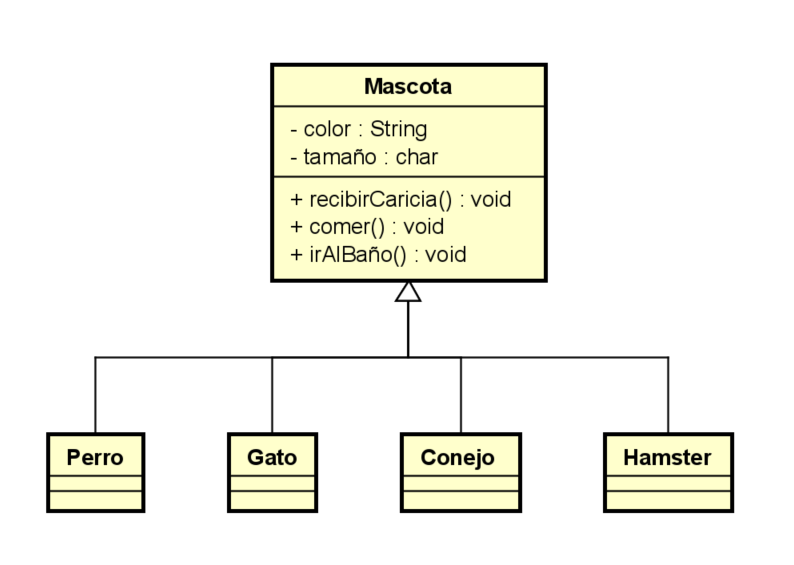 Mascota
- color : String
- tamaño : char
+ recibirCaricia() : void
+ comer() : void
+ irAlBaño() : void
Perro
Gato
Conejo
Hamster